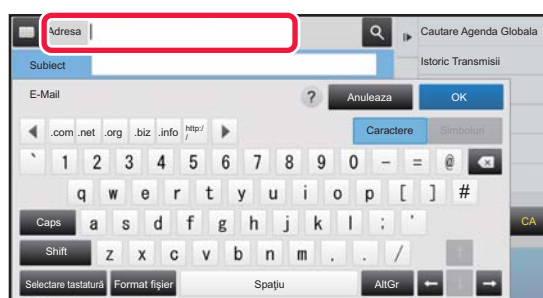 Adresa
Cautare Agenda Globala
Subiect
Istoric Transmisii
E-Mail
? Anuleaza OK
.com .net .org .biz .info http:/ /
Caractere Simboluri
` 1 2 3 4 5 6 7 8 9 0 - = @
q w e r t y u i o p [ ] #
Caps a s d f g h j k l ; ' CA
Shift z x c v b n m . . /
Selectare tastatură Format fişier Spaţiu AltGr